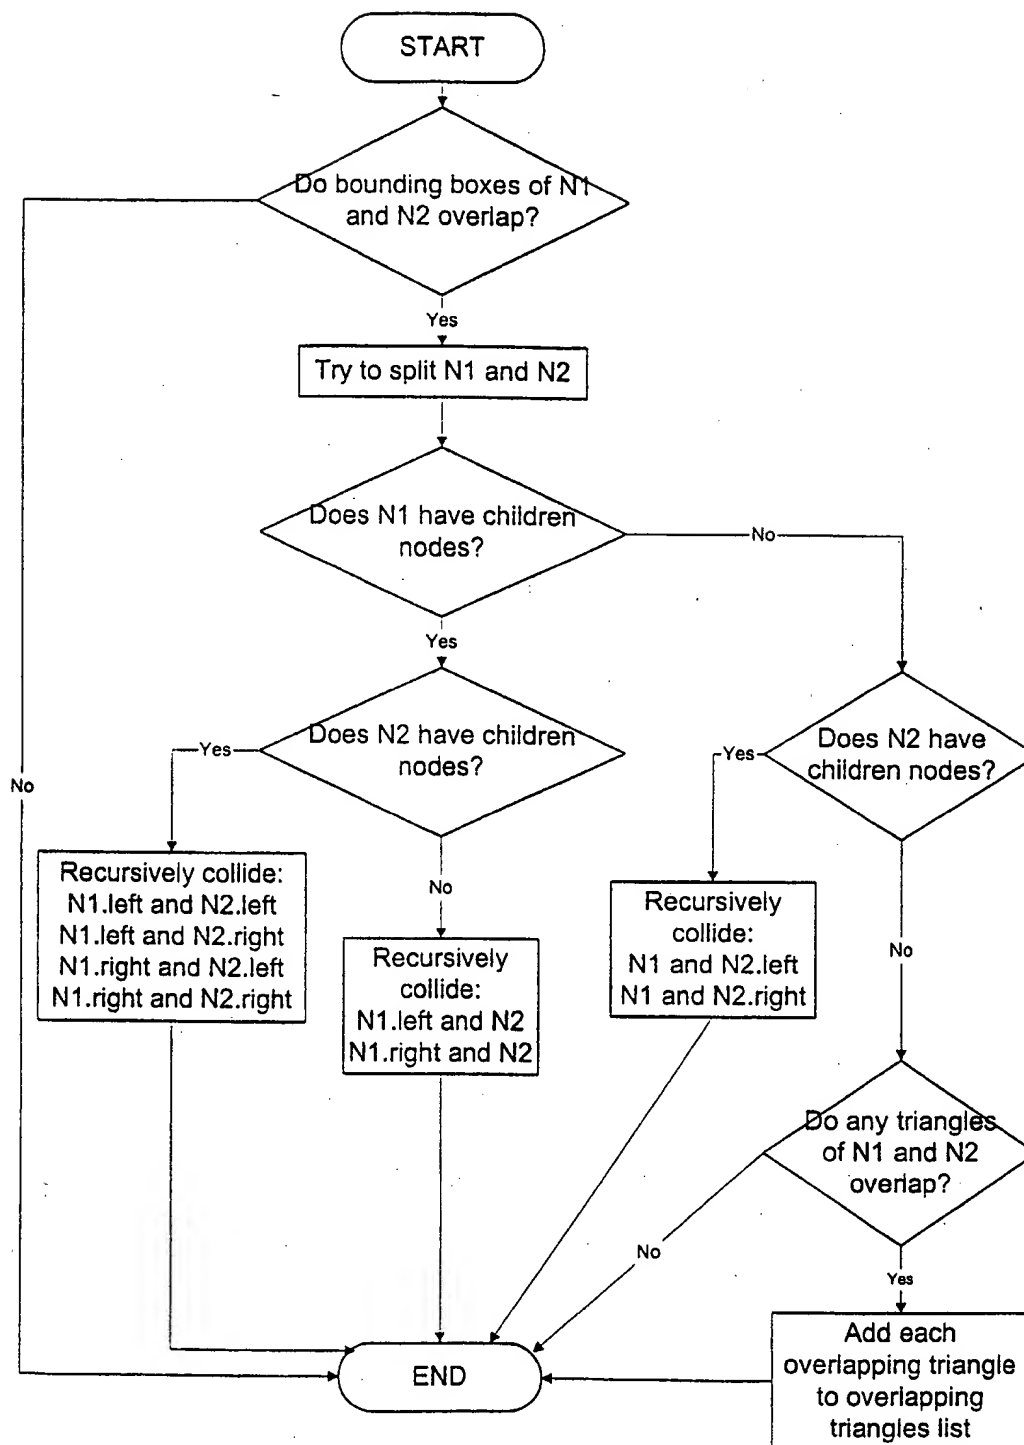 START
Do bounding boxes of N1
and N2 overlap?
Yes
Try to split N1 and N2
Does N1 have children
nodes?
No
Yes
Does N2 have children
nodes?
Yes
Does N2 have
children nodes?
Yes
No
Recursively collide:
N1.left and N2.left
N1.left and N2.right
N1.right and N2.left
N1.right and N2.right
No
Recursively
collide:
N1.left and N2
N1.right and N2
Recursively
collide:
N1 and N2.left
N1 and N2.right
No
Do any triangles
of N1 and N2
overlap?
No
Yes
END
Add each
overlapping triangle
to overlapping
triangles list